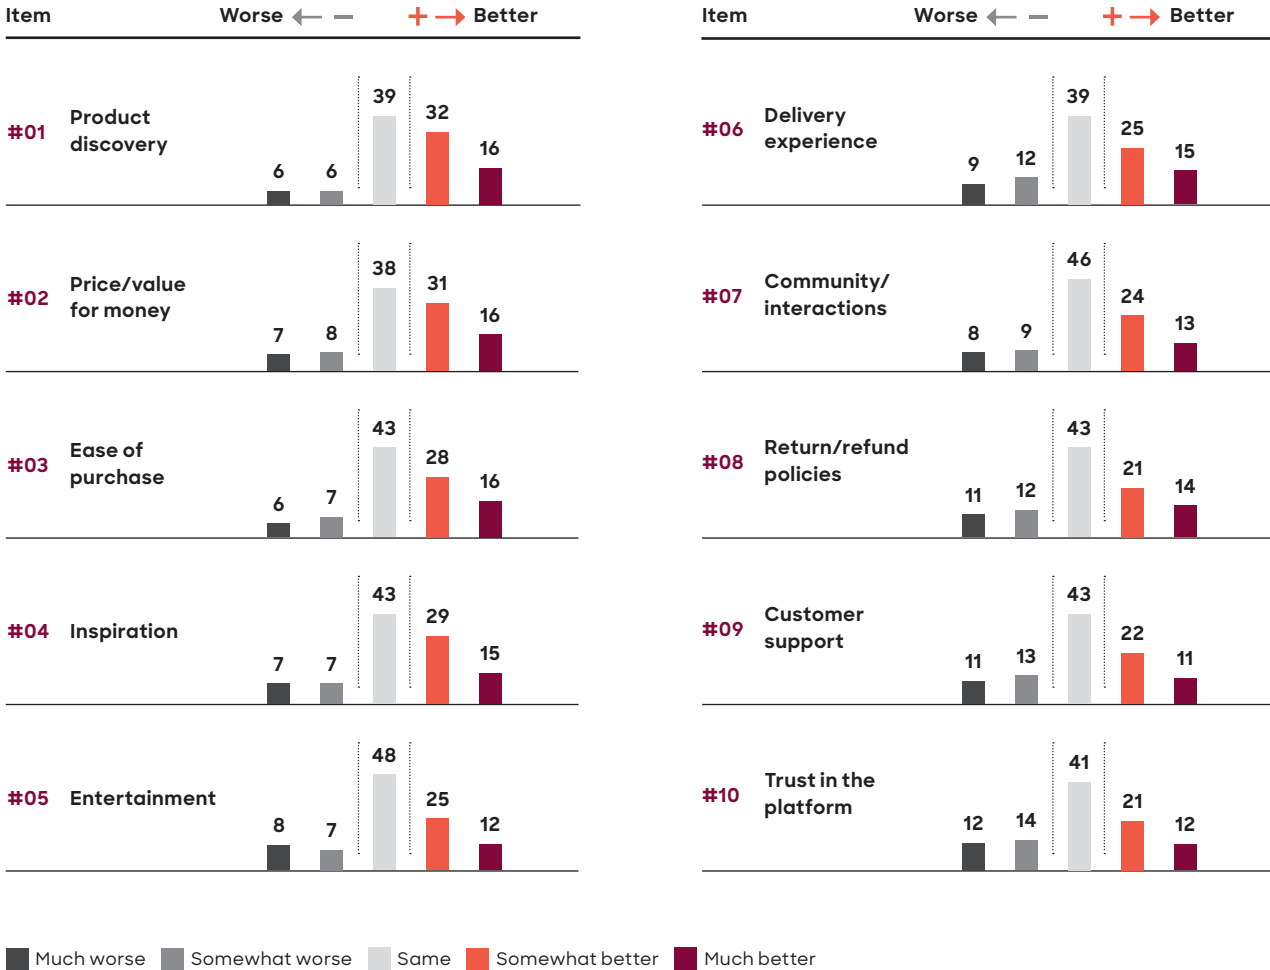 Item Worse − + Better
#01 Product
discovery
6 6 39 32 16
#02 Price/value
for money
7 8 38 31 16
#03 Ease of
purchase
6 7 43 28 16
#04 Inspiration
7 7 43 29 15
#05 Entertainment
8 7 48 25 12
Item Worse − + Better
#06 Delivery
experience
9 12 39 25 15
#07 Community/
interactions
8 9 46 24 13
#08 Return/refund
policies
11 12 43 21 14
#09 Customer
support
11 13 43 22 11
#10 Trust in the
platform
12 14 41 21 12
Much worse Somewhat worse Same Somewhat better Much better